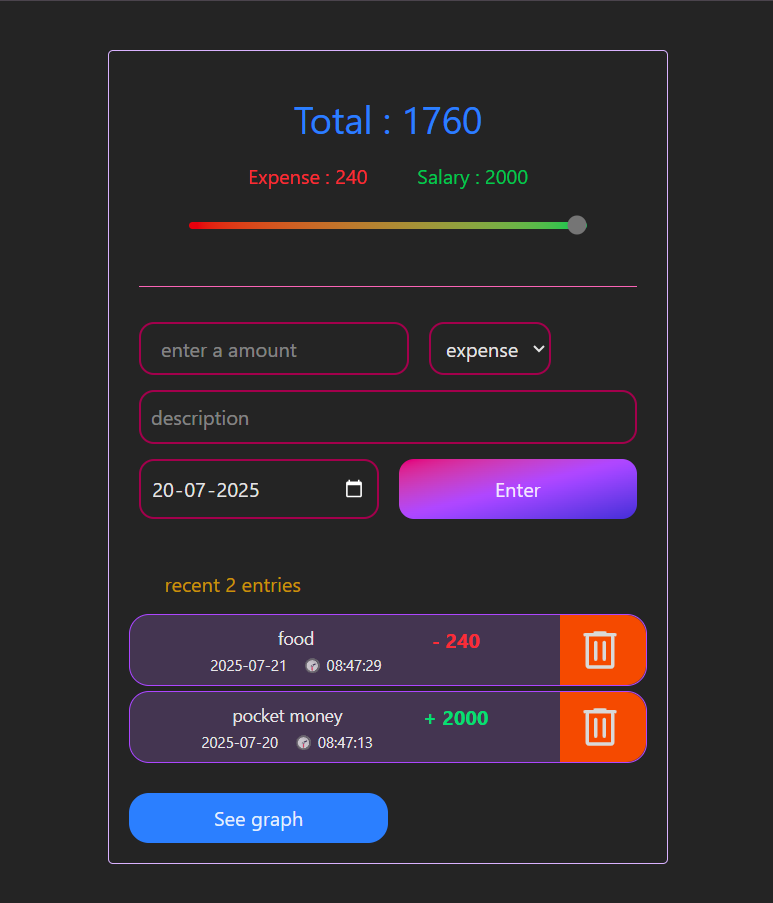 Total : 1760
Expense : 240 Salary : 2000
enter a amount expense
description
20-07-2025 Enter
recent 2 entries
food - 240
2025-07-21 08:47:29
pocket money + 2000
2025-07-20 08:47:13
See graph